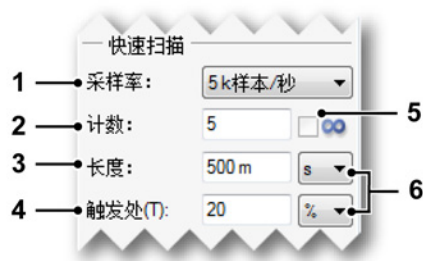 快速扫描
1 采样率： 5 k样本/秒
2 计数： 5 ∞ 5
3 长度： 500 m s
6
4 触发处(T): 20 %